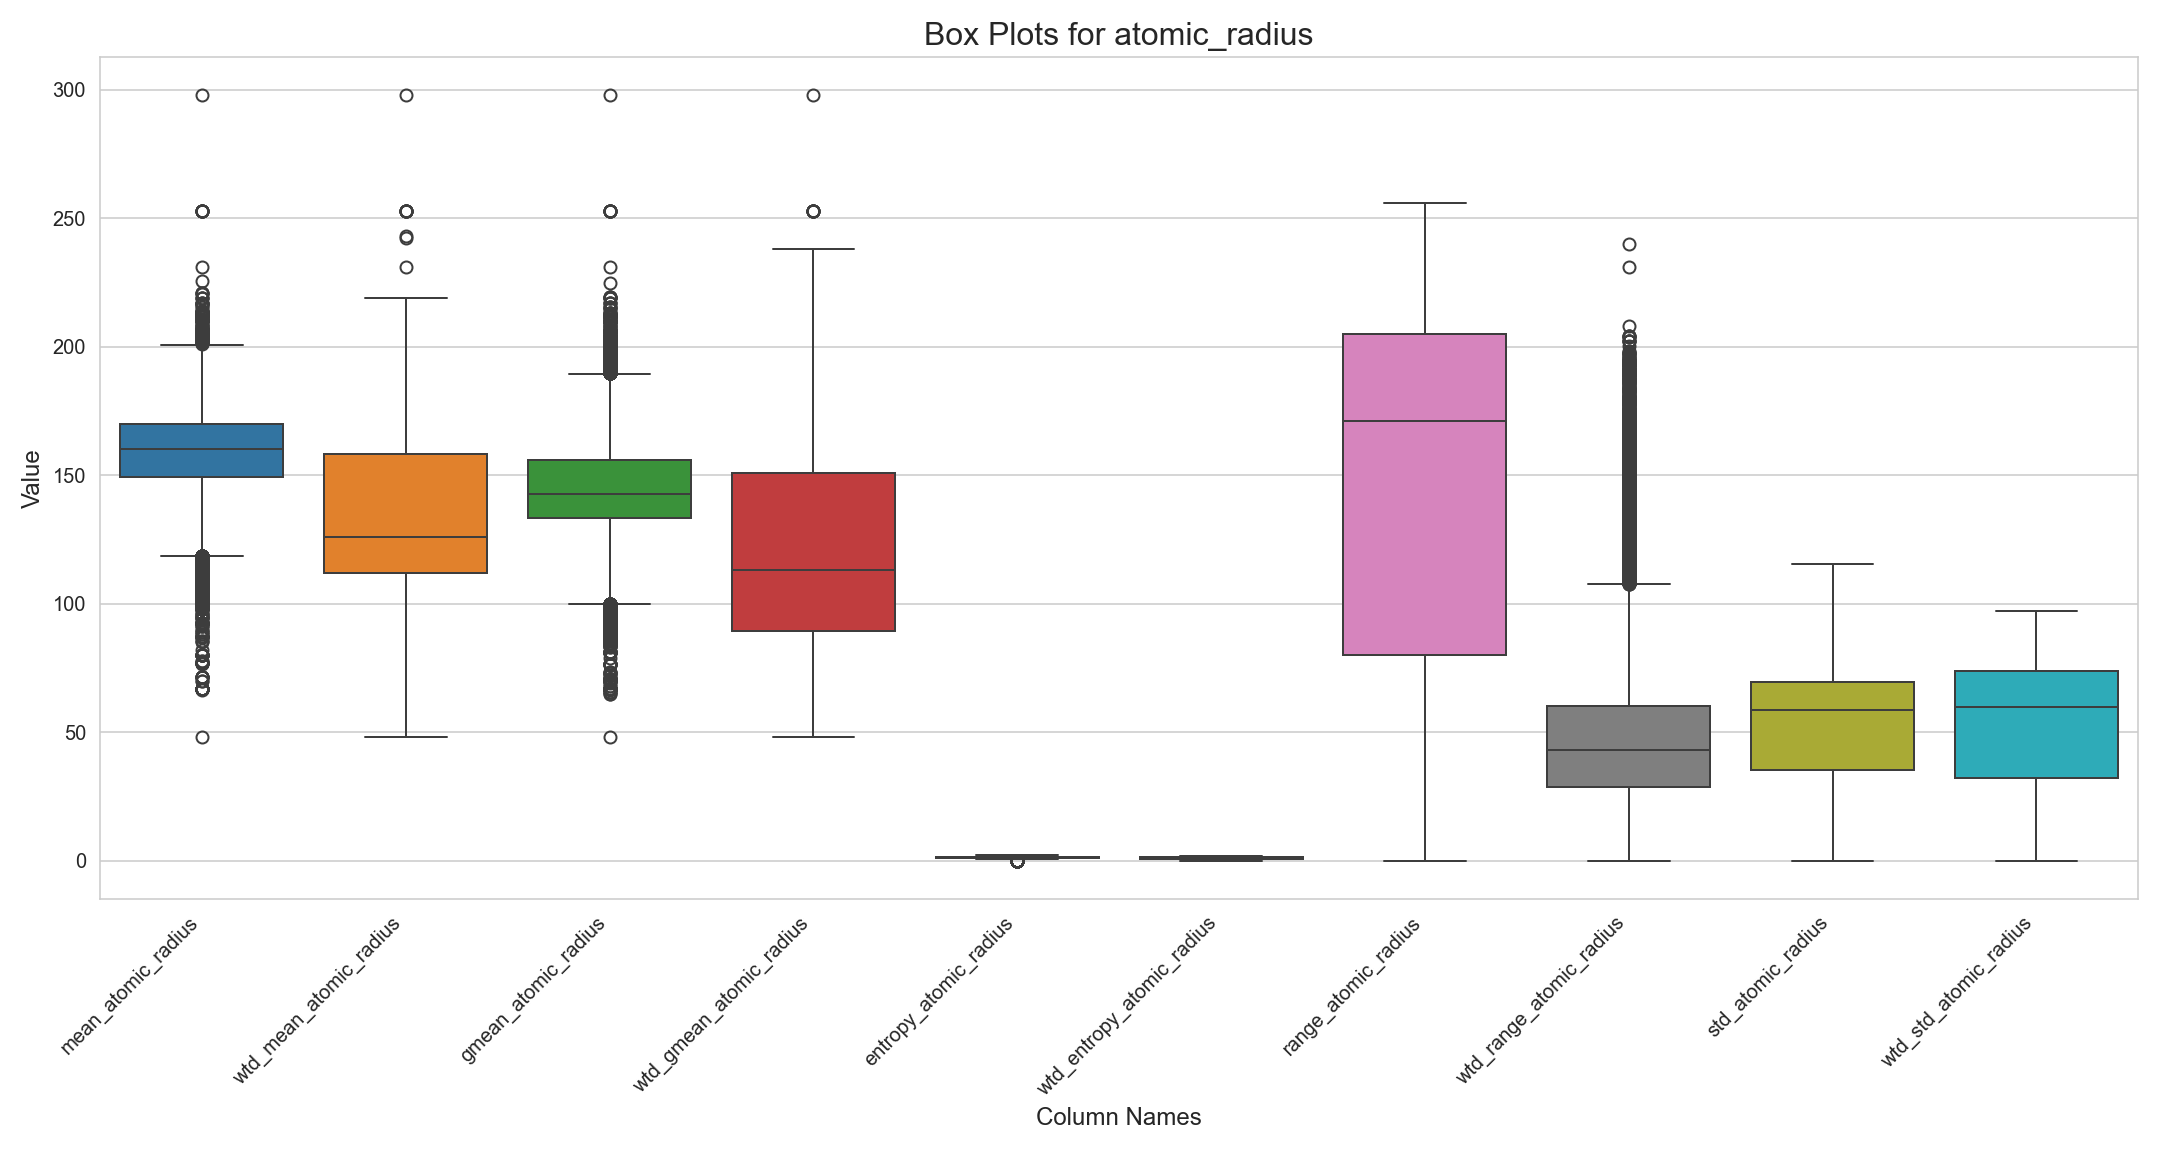 Box Plots for atomic_radius
300
250
200
150
100
50
0
Value
mean_atomic_radius
wtd_mean_atomic_radius
gmean_atomic_radius
wtd_gmean_atomic_radius
entropy_atomic_radius
wtd_entropy_atomic_radius
range_atomic_radius
wtd_range_atomic_radius
std_atomic_radius
wtd_std_atomic_radius
Column Names